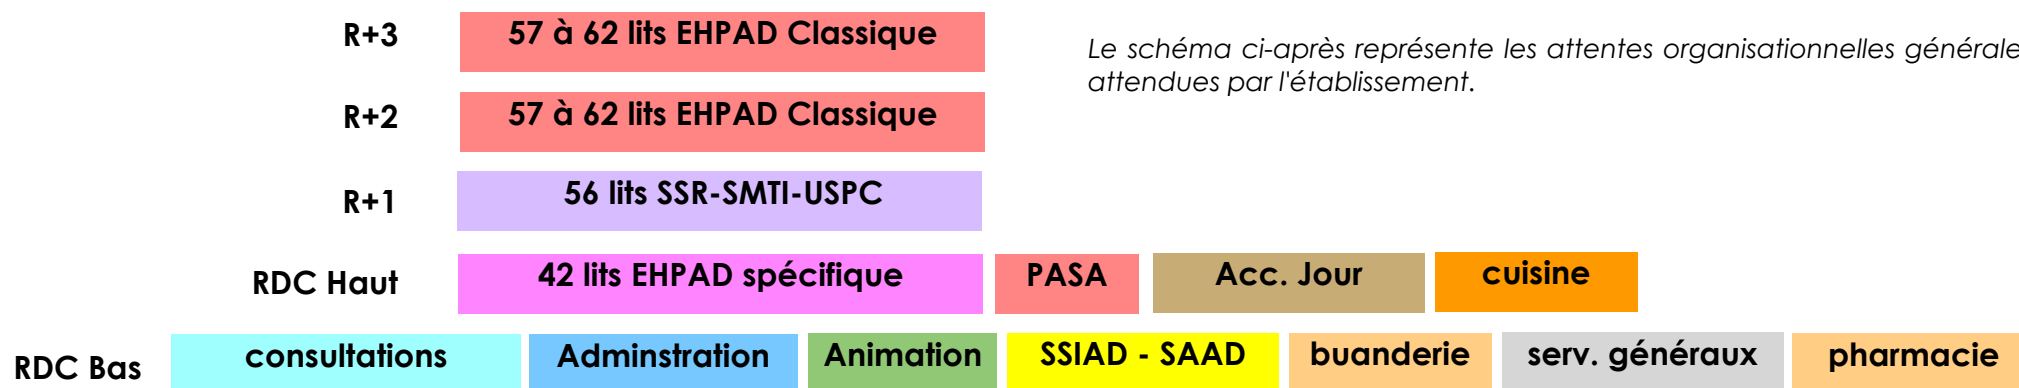 R+3 57 à 62 lits EHPAD Classique
Le schéma ci-après représente les attentes organisationnelles générale
attendues par l'établissement.
R+2 57 à 62 lits EHPAD Classique
R+1 56 lits SSR-SMTI-USPC
RDC Haut 42 lits EHPAD spécifique PASA Acc. Jour cuisine
RDC Bas consultations Adminstration Animation SSIAD - SAAD buanderie serv. généraux pharmacie